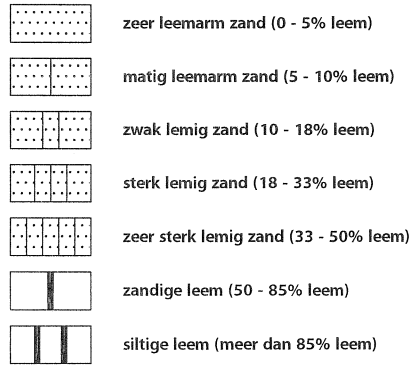 zeer leemarm zand (0 - 5% leem)
matig leemarm zand (5 - 10% leem)
zwak lemig zand (10 - 18% leem)
sterk lemig zand (18 - 33% leem)
zeer sterk lemig zand (33 - 50% leem)
zandige leem (50 - 85% leem)
siltige leem (meer dan 85% leem)